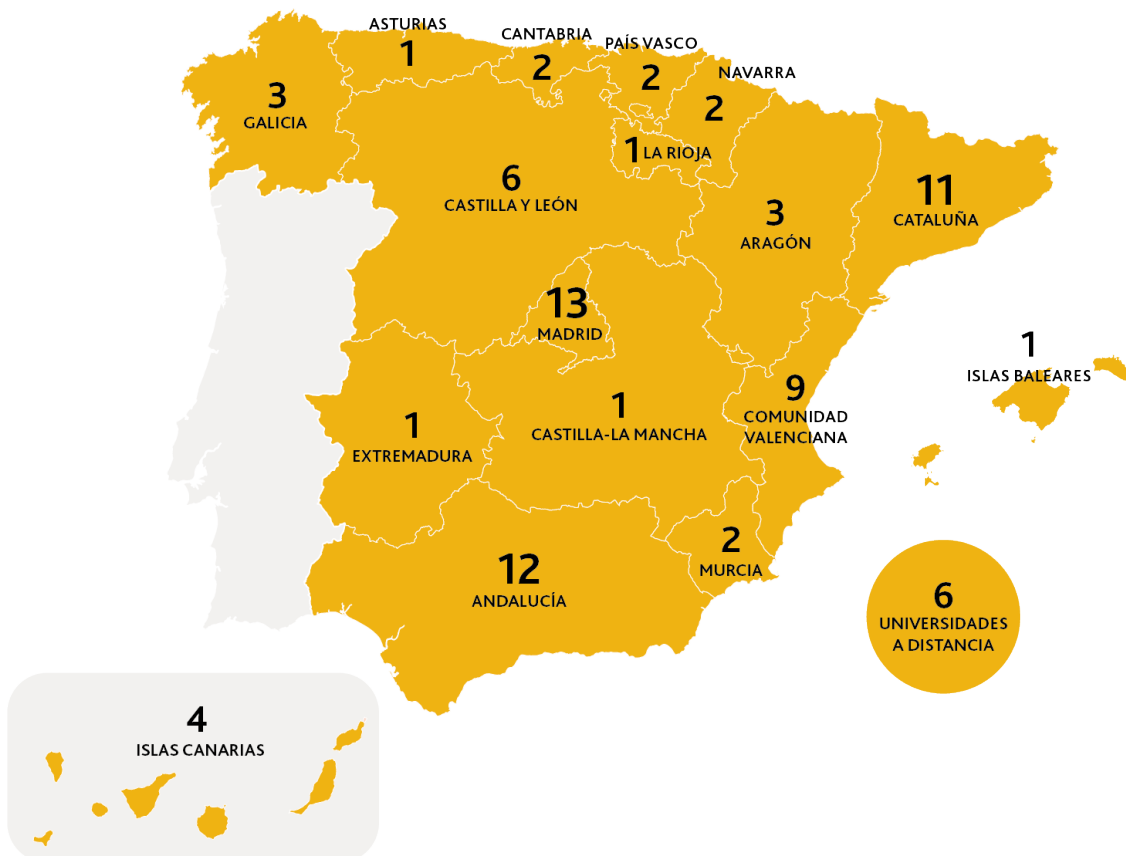 ASTURIAS
1
CANTABRIA
2
PAÍS VASCO
2
NAVARRA
2
3
GALICIA
1 LA RIOJA
6
CASTILLA Y LEÓN
11
CATALUÑA
3
ARAGÓN
13
MADRID
1
ISLAS BALEARES
9
COMUNIDAD
VALENCIANA
1
CASTILLA-LA MANCHA
1
EXTREMADURA
2
MURCIA
12
ANDALUCÍA
6
UNIVERSIDADES
A DISTANCIA
4
ISLAS CANARIAS